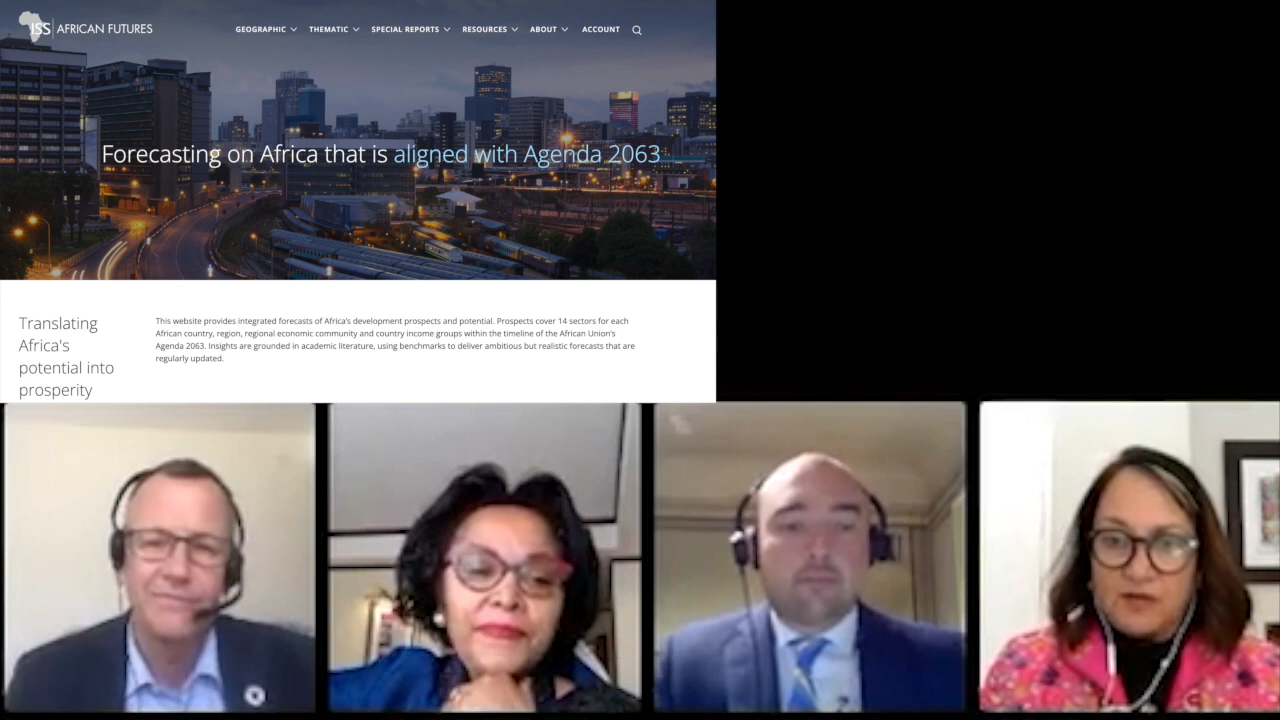 ISS AFRICAN FUTURES
GEOGRAPHIC THEMATIC SPECIAL REPORTS RESOURCES ABOUT ACCOUNT
Forecasting on Africa that is aligned with Agenda 2063
Translating
Africa's
potential into
prosperity
This website provides integrated forecasts of Africa's development prospects and potential. Prospects cover 14 sectors for each
African country, region, regional economic community and country income groups within the timeline of the African Union's
Agenda 2063. Insights are grounded in academic literature, using benchmarks to deliver ambitious but realistic forecasts that are
regularly updated.